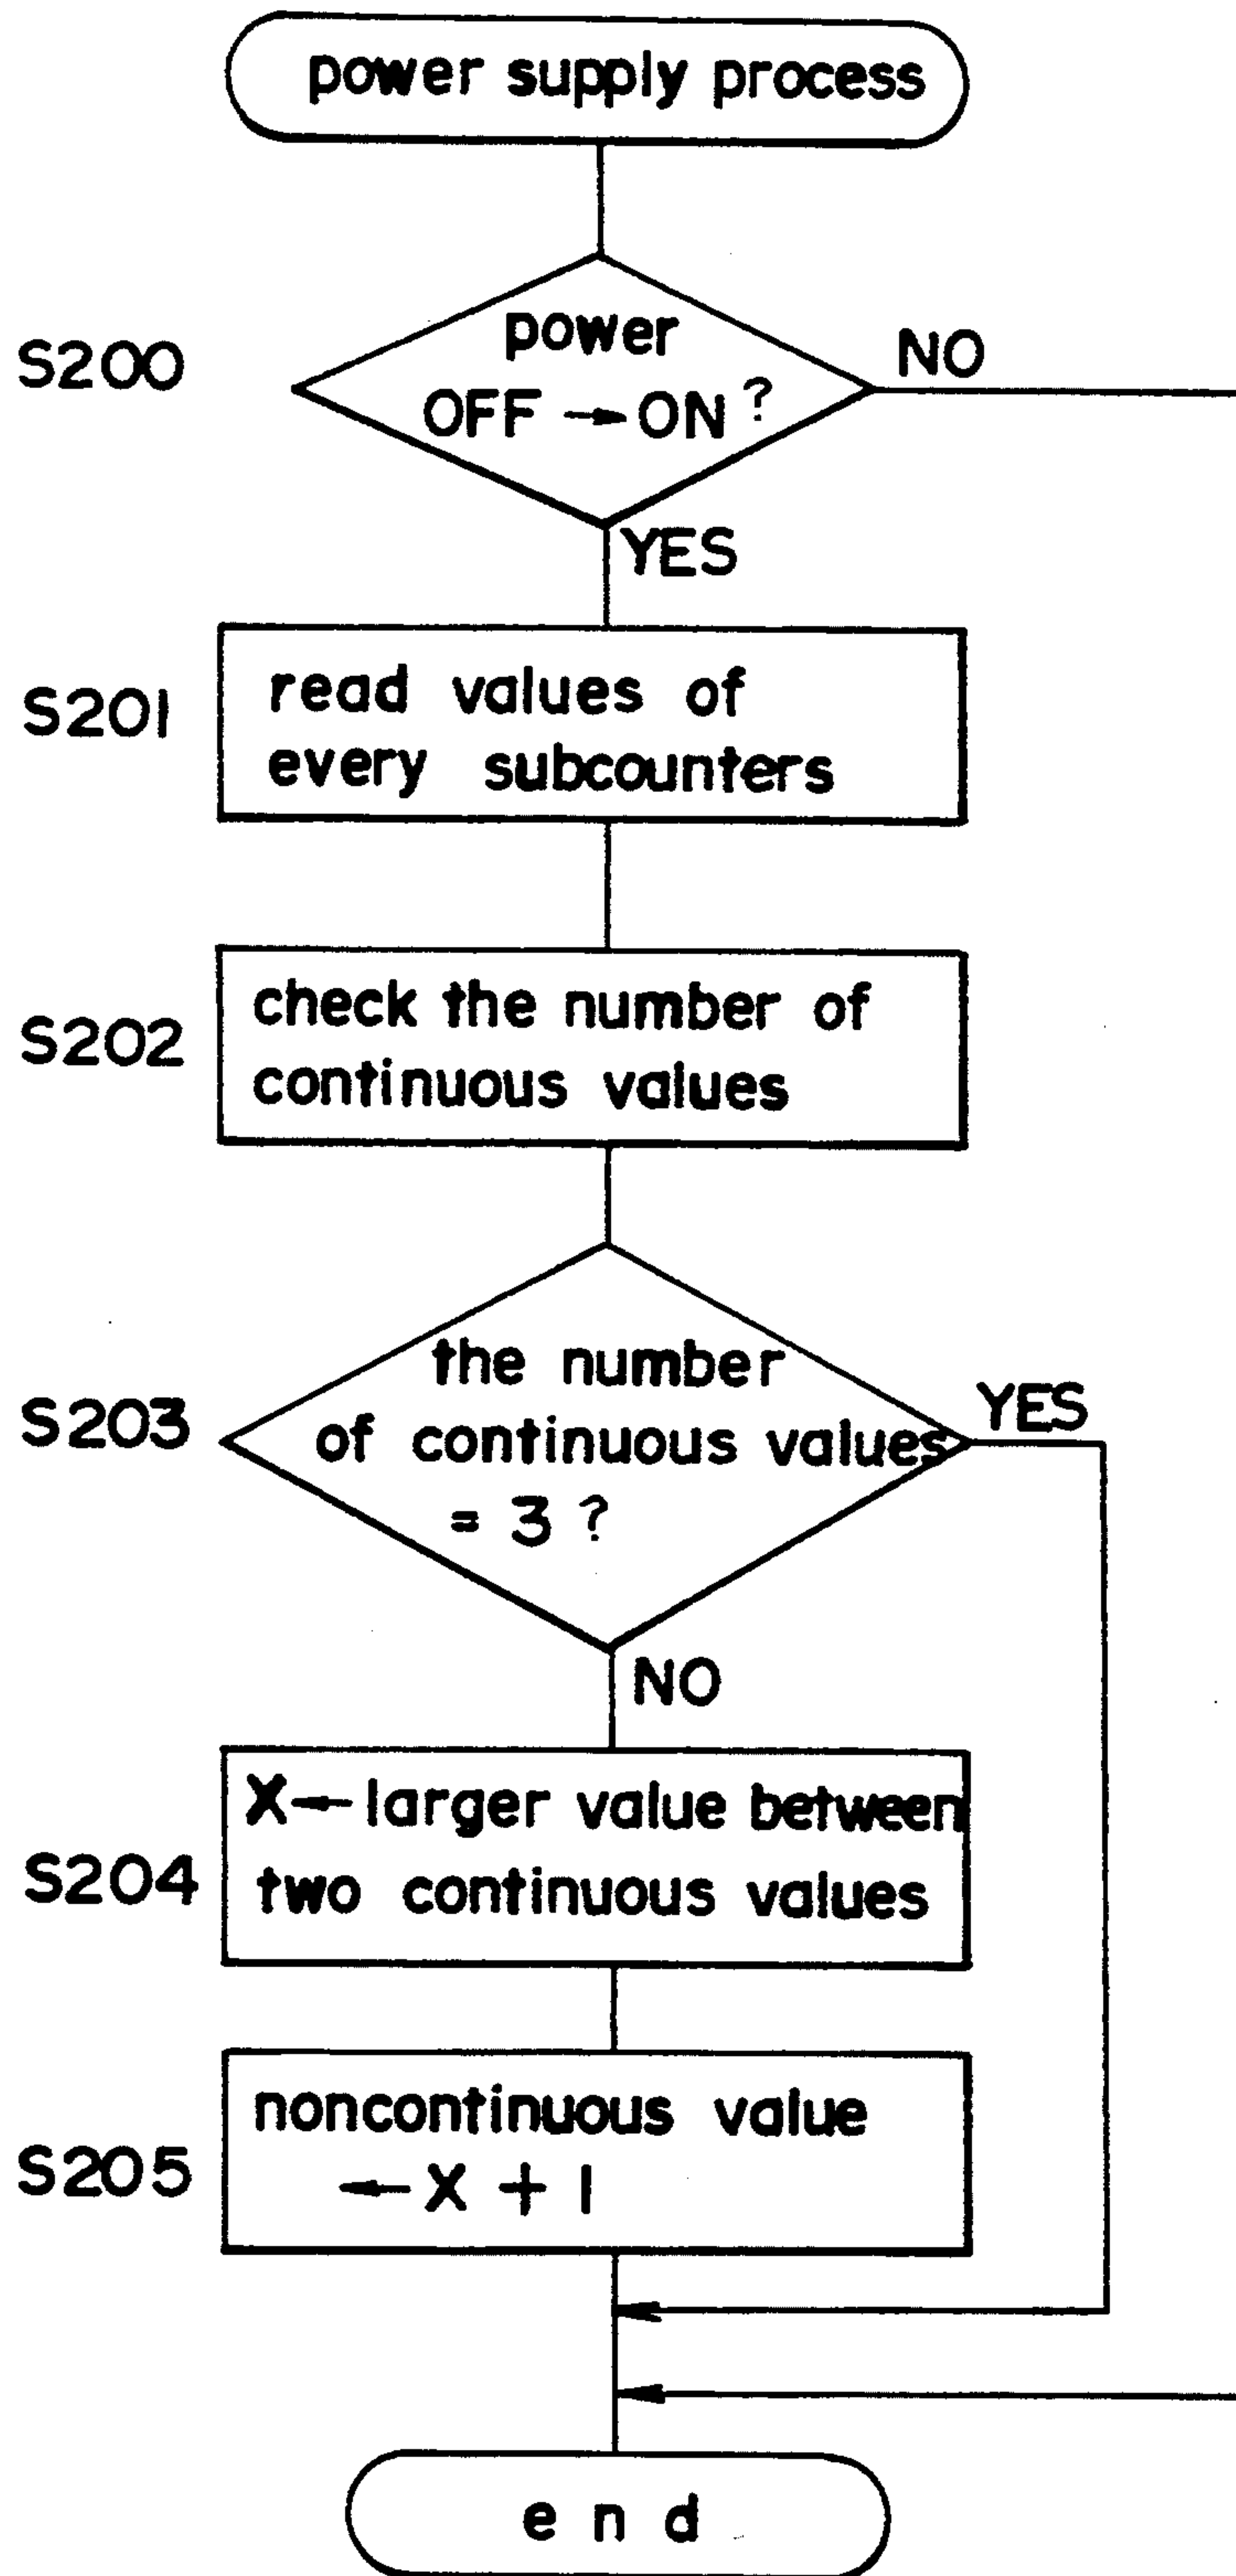 power supply process
S200
power
OFF → ON ?
NO
YES
S201
read values of
every subcounters
S202
check the number of
continuous values
S203
the number
of continuous values
= 3 ?
YES
NO
S204
X ← larger value between
two continuous values
S205
noncontinuous value
← X + 1
end